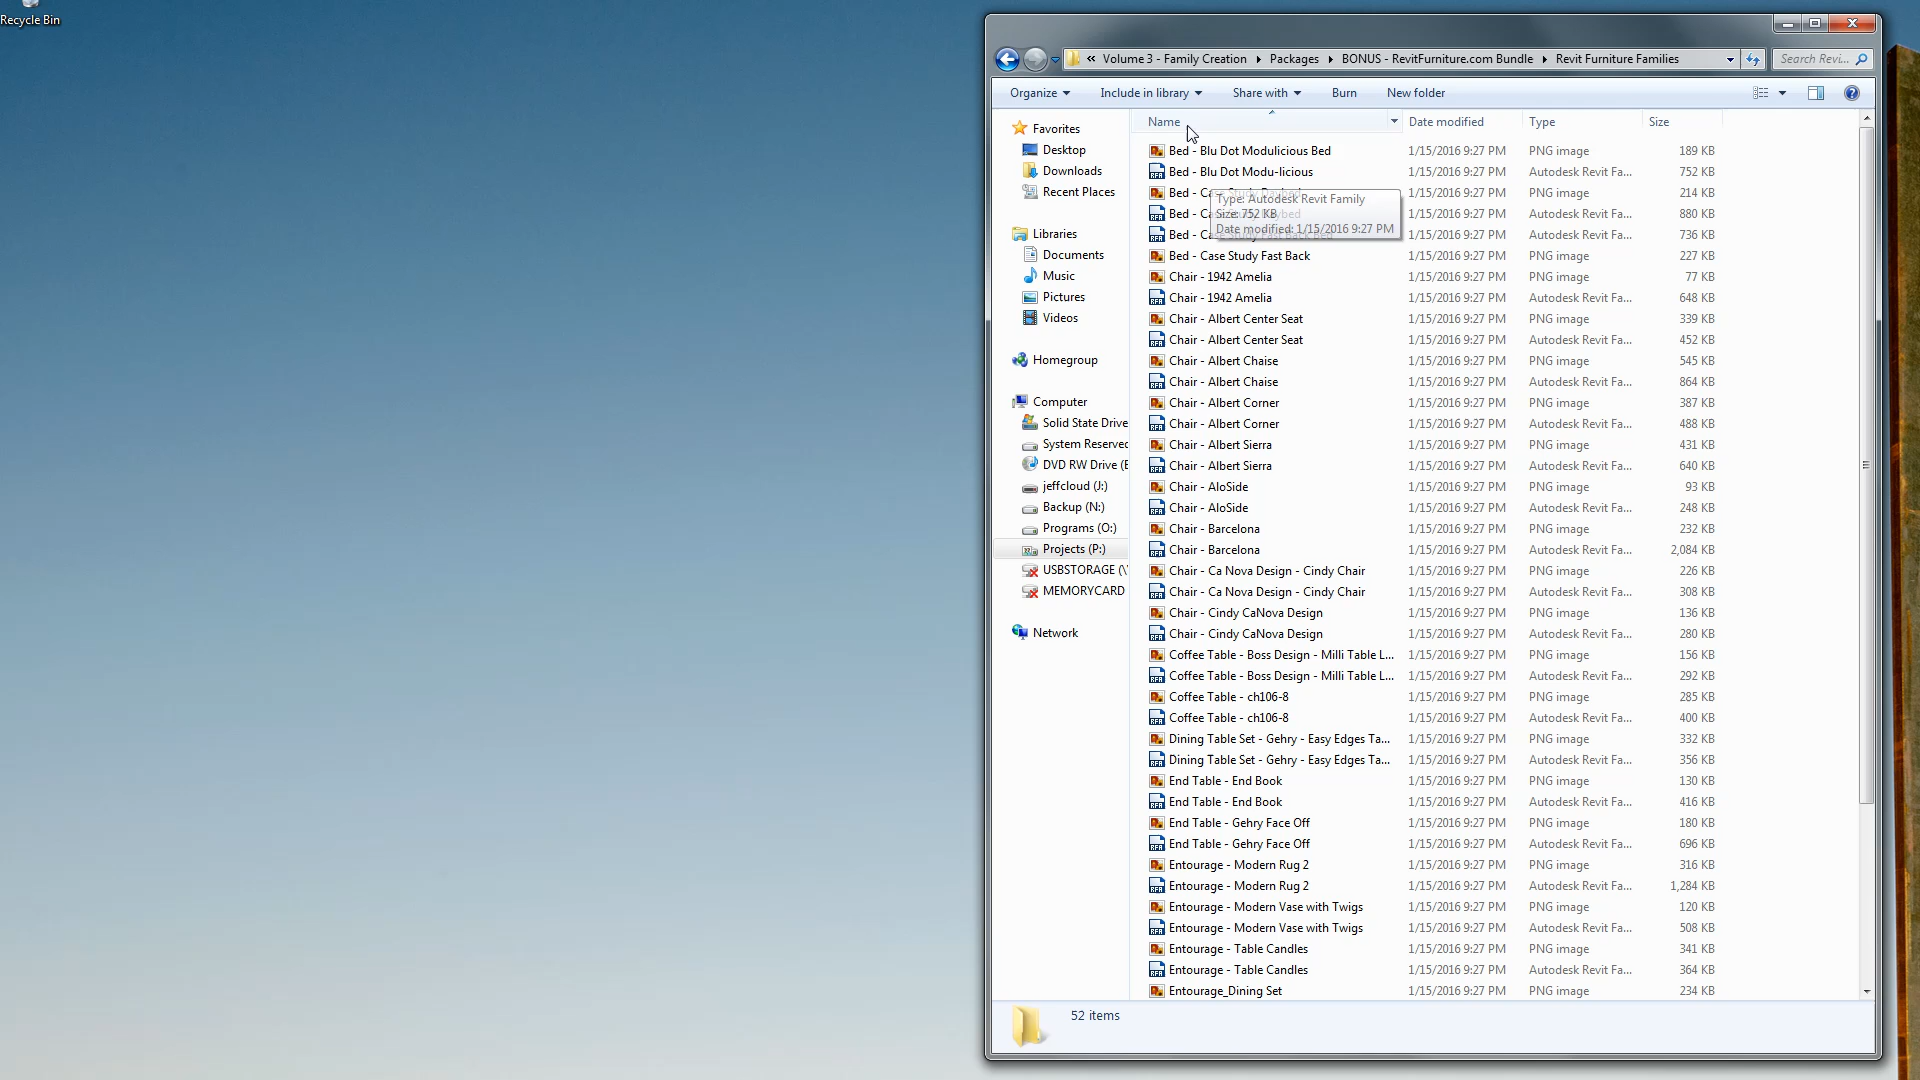 Recycle Bin
« Volume 3 - Family Creation Packages BONUS - RevitFurniture.com Bundle Revit Furniture Families
Search Revi...
Organize Include in library Share with Burn New folder
Name Date modified Type Size
Favorites
Desktop
Downloads
Recent Places
Libraries
Documents
Music
Pictures
Videos
Homegroup
Computer
Solid State Drive
System Reserved
DVD RW Drive (E
jeffcloud (J:)
Backup (N:)
Programs (O:)
Projects (P:)
USBSTORAGE (\
MEMORYCARD
Network
Bed - Blu Dot Modulicious Bed 1/15/2016 9:27 PM PNG image 189 KB
Bed - Blu Dot Modu-licious 1/15/2016 9:27 PM Autodesk Revit Fa... 752 KB
Bed - Case Study Daybed 1/15/2016 9:27 PM PNG image 214 KB
Bed - Case Study Daybed 1/15/2016 9:27 PM Autodesk Revit Fa... 880 KB
Bed - Case Study Fast Back Bed 1/15/2016 9:27 PM Autodesk Revit Fa... 736 KB
Type: Autodesk Revit Family
Size: 752 KB
Date modified: 1/15/2016 9:27 PM
Bed - Case Study Fast Back 1/15/2016 9:27 PM PNG image 227 KB
Chair - 1942 Amelia 1/15/2016 9:27 PM PNG image 77 KB
Chair - 1942 Amelia 1/15/2016 9:27 PM Autodesk Revit Fa... 648 KB
Chair - Albert Center Seat 1/15/2016 9:27 PM PNG image 339 KB
Chair - Albert Center Seat 1/15/2016 9:27 PM Autodesk Revit Fa... 452 KB
Chair - Albert Chaise 1/15/2016 9:27 PM PNG image 545 KB
Chair - Albert Chaise 1/15/2016 9:27 PM Autodesk Revit Fa... 864 KB
Chair - Albert Corner 1/15/2016 9:27 PM PNG image 387 KB
Chair - Albert Corner 1/15/2016 9:27 PM Autodesk Revit Fa... 488 KB
Chair - Albert Sierra 1/15/2016 9:27 PM PNG image 431 KB
Chair - Albert Sierra 1/15/2016 9:27 PM Autodesk Revit Fa... 640 KB
Chair - AloSide 1/15/2016 9:27 PM PNG image 93 KB
Chair - AloSide 1/15/2016 9:27 PM Autodesk Revit Fa... 248 KB
Chair - Barcelona 1/15/2016 9:27 PM PNG image 232 KB
Chair - Barcelona 1/15/2016 9:27 PM Autodesk Revit Fa... 2,084 KB
Chair - Ca Nova Design - Cindy Chair 1/15/2016 9:27 PM PNG image 226 KB
Chair - Ca Nova Design - Cindy Chair 1/15/2016 9:27 PM Autodesk Revit Fa... 308 KB
Chair - Cindy CaNova Design 1/15/2016 9:27 PM PNG image 136 KB
Chair - Cindy CaNova Design 1/15/2016 9:27 PM Autodesk Revit Fa... 280 KB
Coffee Table - Boss Design - Milli Table L... 1/15/2016 9:27 PM PNG image 156 KB
Coffee Table - Boss Design - Milli Table L... 1/15/2016 9:27 PM Autodesk Revit Fa... 292 KB
Coffee Table - ch106-8 1/15/2016 9:27 PM PNG image 285 KB
Coffee Table - ch106-8 1/15/2016 9:27 PM Autodesk Revit Fa... 400 KB
Dining Table Set - Gehry - Easy Edges Ta... 1/15/2016 9:27 PM PNG image 332 KB
Dining Table Set - Gehry - Easy Edges Ta... 1/15/2016 9:27 PM Autodesk Revit Fa... 356 KB
End Table - End Book 1/15/2016 9:27 PM PNG image 130 KB
End Table - End Book 1/15/2016 9:27 PM Autodesk Revit Fa... 416 KB
End Table - Gehry Face Off 1/15/2016 9:27 PM PNG image 180 KB
End Table - Gehry Face Off 1/15/2016 9:27 PM Autodesk Revit Fa... 696 KB
Entourage - Modern Rug 2 1/15/2016 9:27 PM PNG image 316 KB
Entourage - Modern Rug 2 1/15/2016 9:27 PM Autodesk Revit Fa... 1,284 KB
Entourage - Modern Vase with Twigs 1/15/2016 9:27 PM PNG image 120 KB
Entourage - Modern Vase with Twigs 1/15/2016 9:27 PM Autodesk Revit Fa... 508 KB
Entourage - Table Candles 1/15/2016 9:27 PM PNG image 341 KB
Entourage - Table Candles 1/15/2016 9:27 PM Autodesk Revit Fa... 364 KB
Entourage_Dining Set 1/15/2016 9:27 PM PNG image 234 KB
52 items